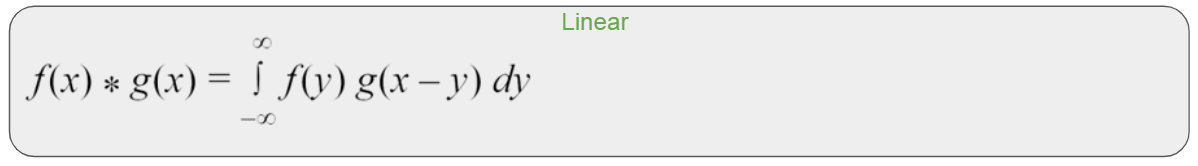 Linear
f(x) * g(x) = ∫_{-∞}^{∞} f(y) g(x – y) dy